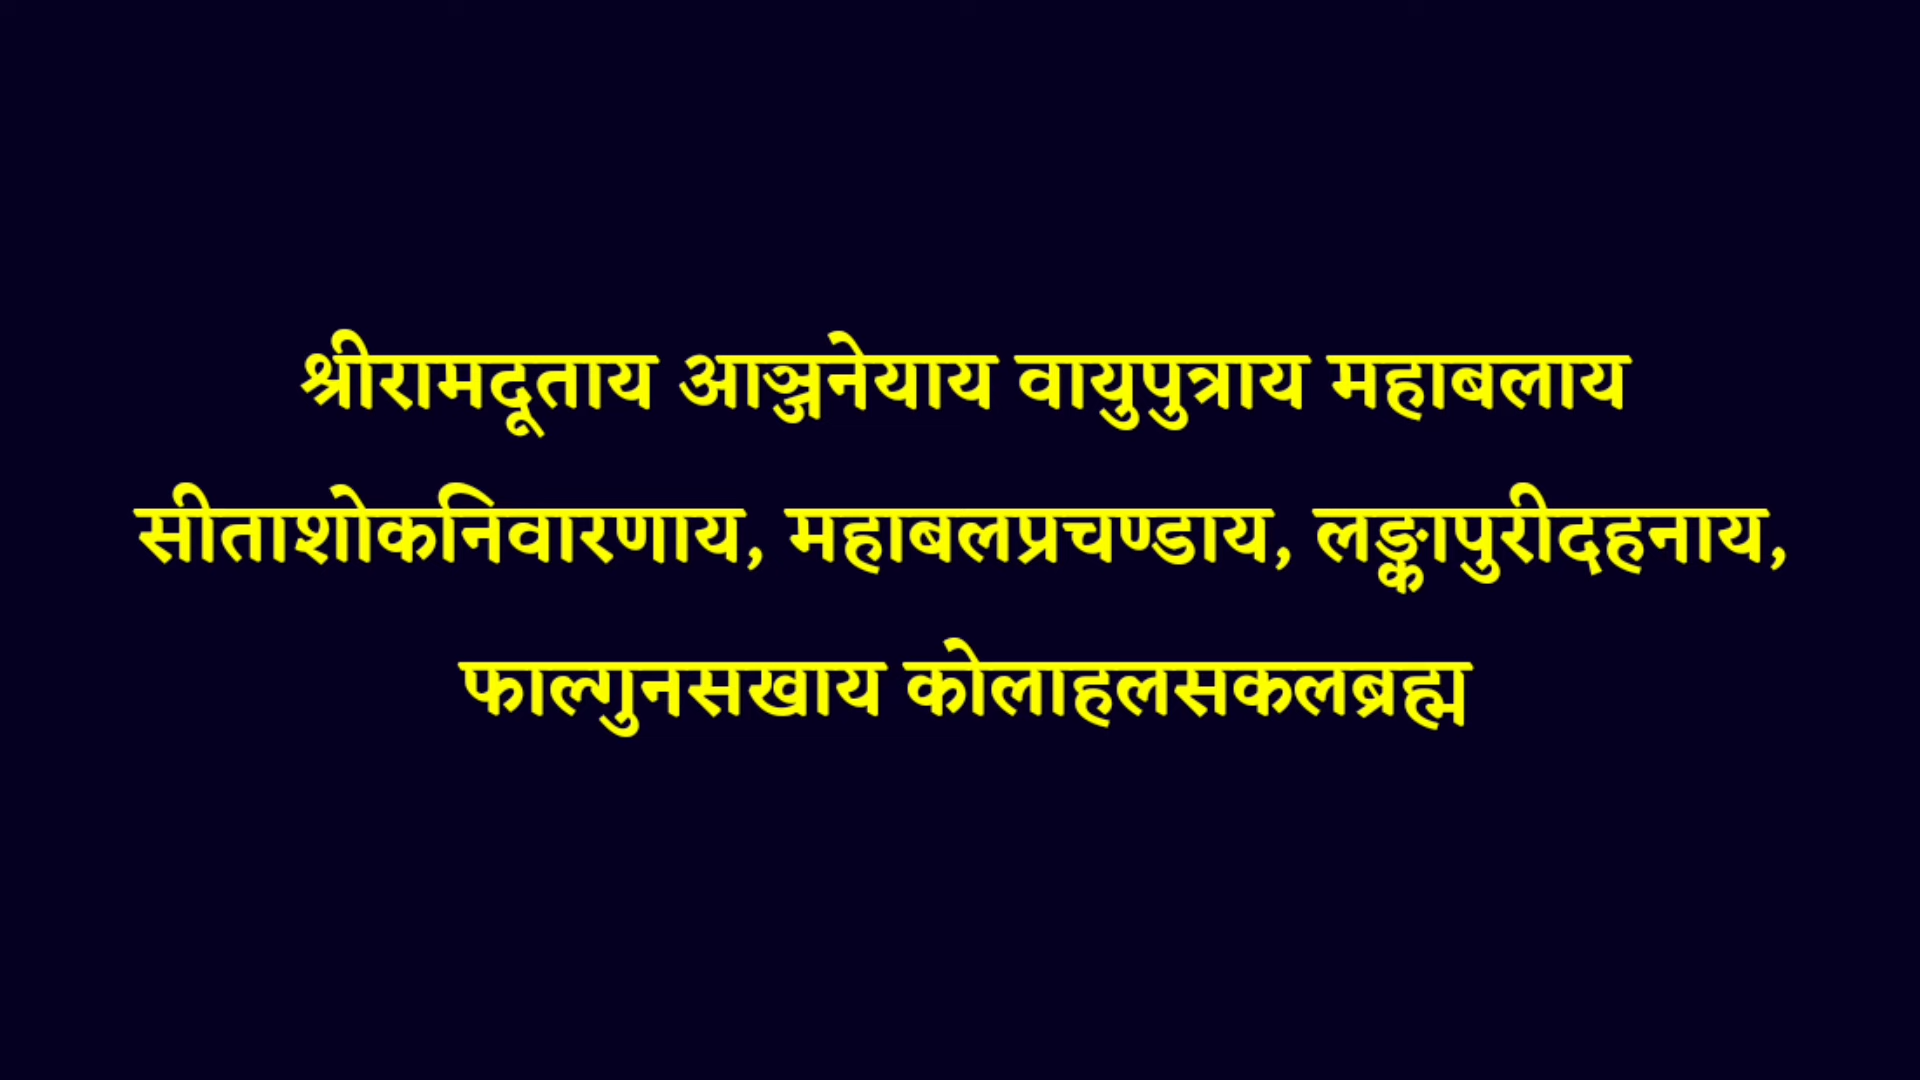 श्रीरामदूताय आञ्जनेयाय वायुपुत्राय महाबलाय
सीताशोकनिवारणाय, महाबलप्रचण्डाय, लङ्कापुरीदहनाय,
फाल्गुनसखाय कोलाहलसकलब्रह्म